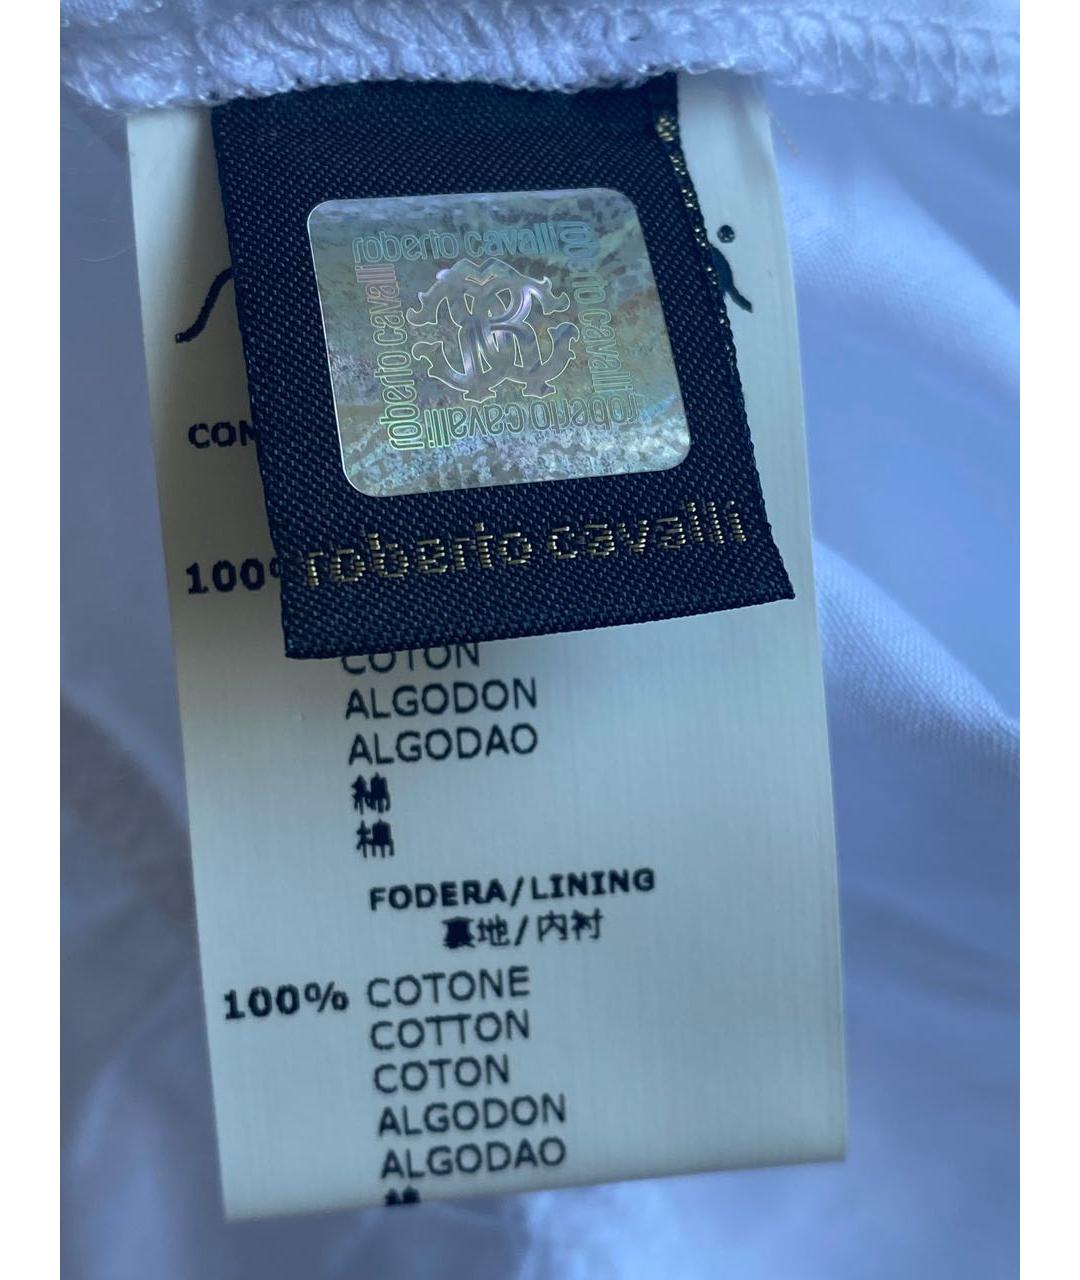 roberto cavalli
roberto cavalli
roberto cavalli
roberto cavalli
roberto cavalli
COM
100%
COTON
ALGODON
ALGODAO
綿
棉
FODERA/LINING
裏地/内衬
100% COTONE
COTTON
COTON
ALGODON
ALGODAO